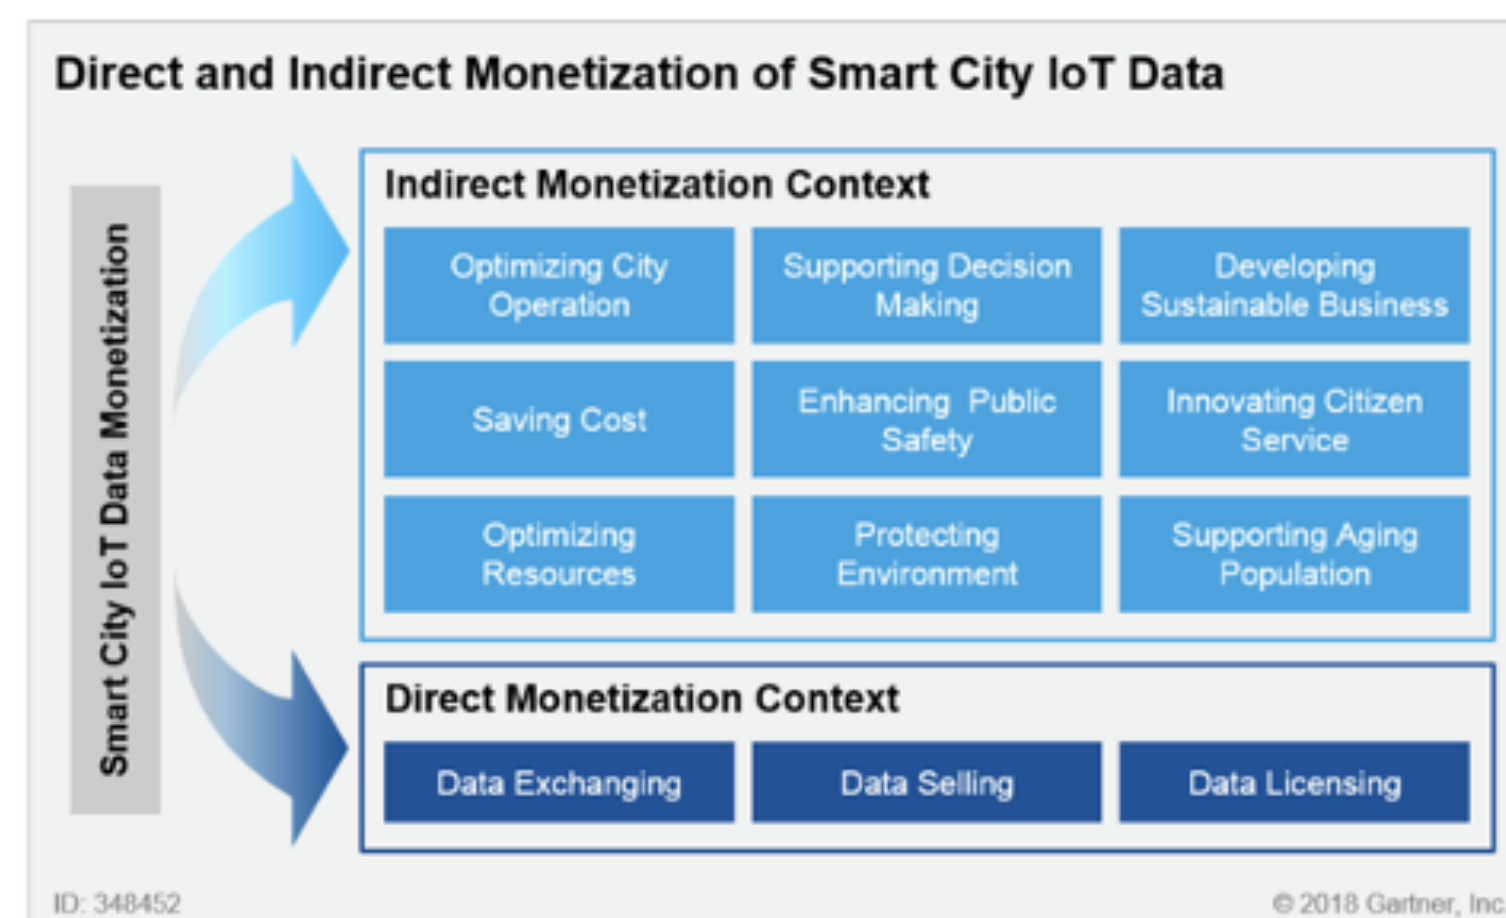 Direct and Indirect Monetization of Smart City IoT Data
Smart City IoT Data Monetization
Indirect Monetization Context
Optimizing City
Operation
Supporting Decision
Making
Developing
Sustainable Business
Saving Cost
Enhancing Public
Safety
Innovating Citizen
Service
Optimizing
Resources
Protecting
Environment
Supporting Aging
Population
Direct Monetization Context
Data Exchanging
Data Selling
Data Licensing
ID: 348452
© 2018 Gartner, Inc.